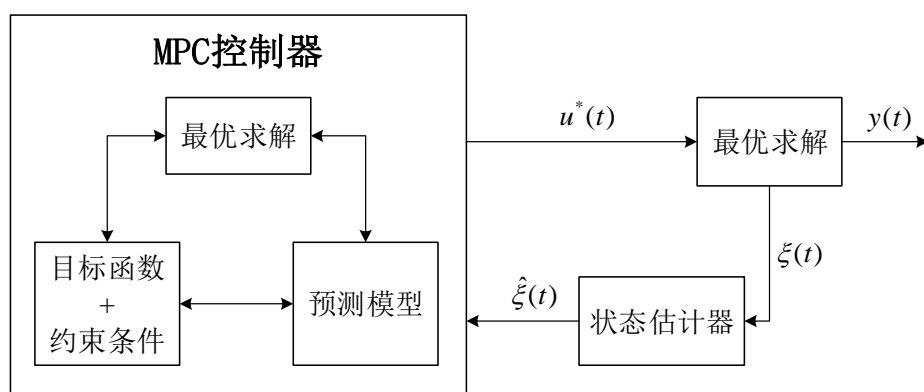 MPC控制器
最优求解
目标函数
+
约束条件
预测模型
u*(t)
最优求解
y(t)
ξ(t)
ξ̂(t)
状态估计器